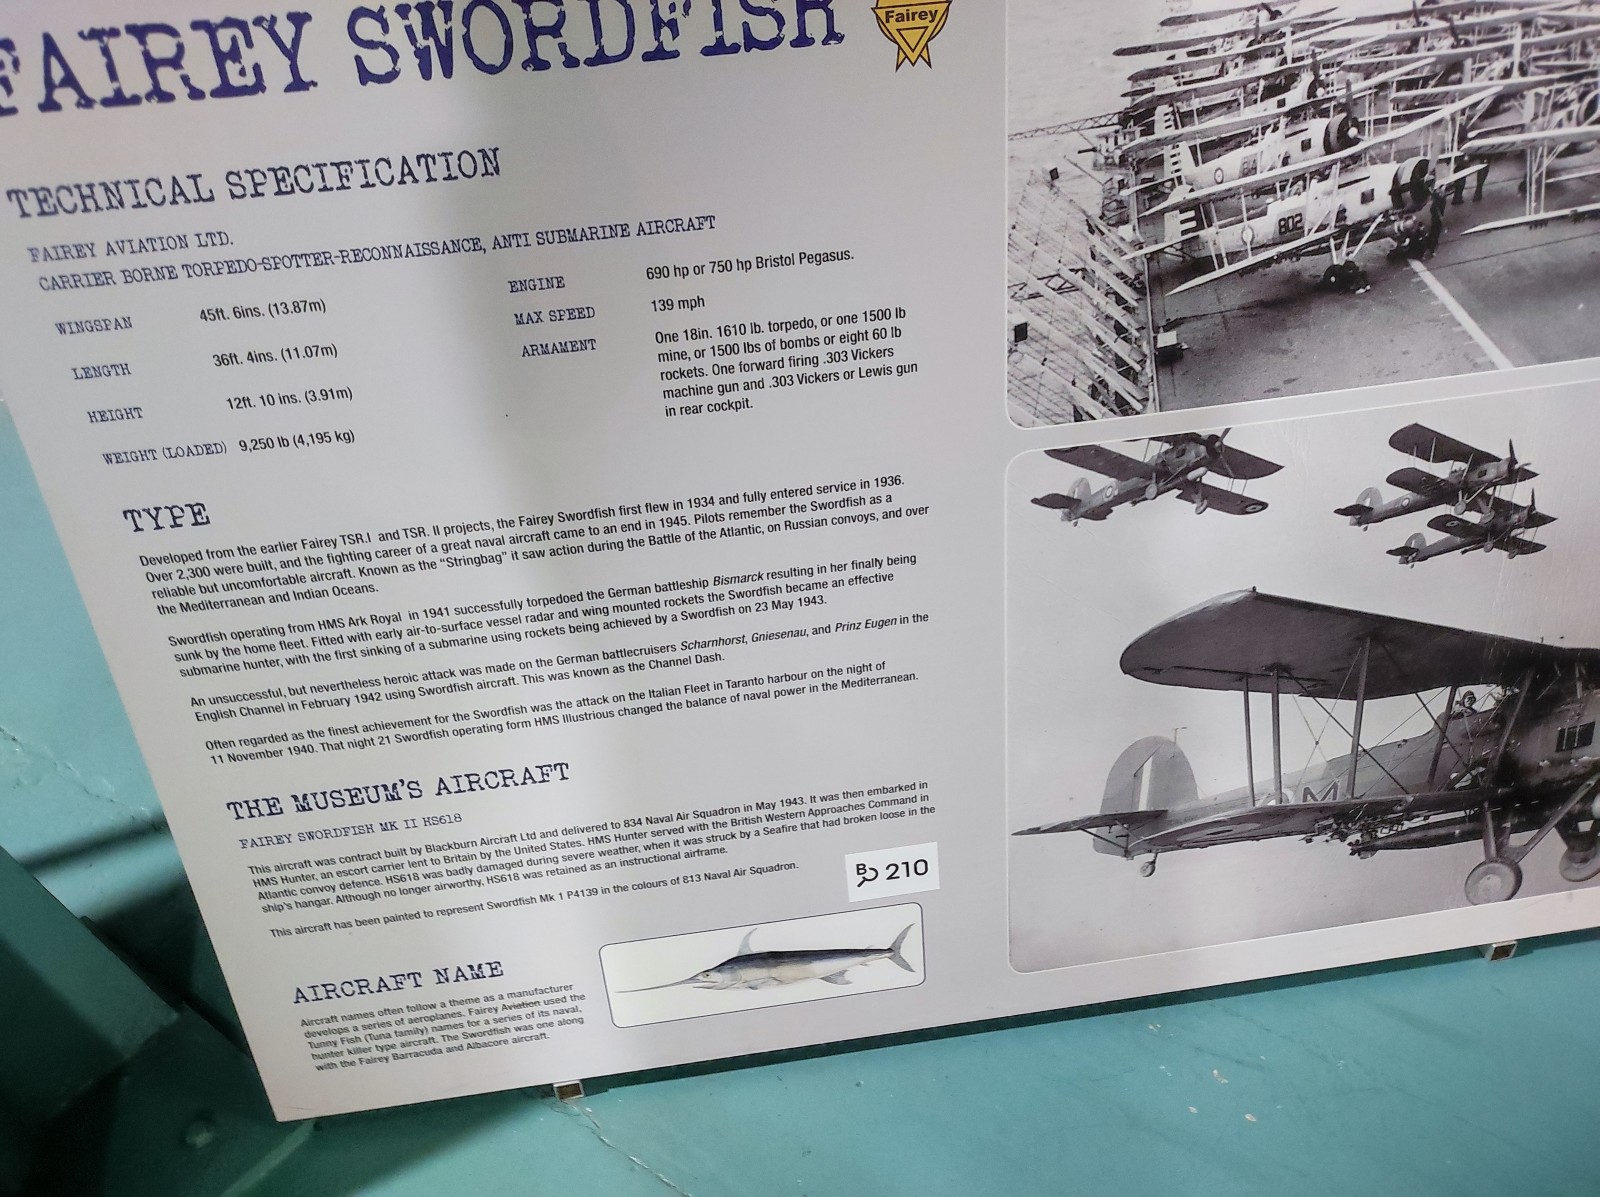 FAIREY SWORDFISH
Fairey
TECHNICAL SPECIFICATION
FAIREY AVIATION LTD.
CARRIER BORNE TORPEDO-SPOTTER-RECONNAISSANCE, ANTI SUBMARINE AIRCRAFT
WINGSPAN 45ft. 6ins. (13.87m)
LENGTH 36ft. 4ins. (11.07m)
HEIGHT 12ft. 10 ins. (3.91m)
WEIGHT (LOADED) 9,250 lb (4,195 kg)
ENGINE 690 hp or 750 hp Bristol Pegasus.
MAX SPEED 139 mph
ARMAMENT One 18in. 1610 lb. torpedo, or one 1500 lb
mine, or 1500 lbs of bombs or eight 60 lb
rockets. One forward firing .303 Vickers
machine gun and .303 Vickers or Lewis gun
in rear cockpit.
TYPE
Developed from the earlier Fairey TSR.I and TSR. II projects, the Fairey Swordfish first flew in 1934 and fully entered service in 1936.
Over 2,300 were built, and the fighting career of a great naval aircraft came to an end in 1945. Pilots remember the Swordfish as a
reliable but uncomfortable aircraft. Known as the "Stringbag" it saw action during the Battle of the Atlantic, on Russian convoys, and over
the Mediterranean and Indian Oceans.
Swordfish operating from HMS Ark Royal in 1941 successfully torpedoed the German battleship Bismarck resulting in her finally being
sunk by the home fleet. Fitted with early air-to-surface vessel radar and wing mounted rockets the Swordfish became an effective
submarine hunter, with the first sinking of a submarine using rockets being achieved by a Swordfish on 23 May 1943.
An unsuccessful, but nevertheless heroic attack was made on the German battlecruisers Scharnhorst, Gniesenau, and Prinz Eugen in the
English Channel in February 1942 using Swordfish aircraft. This was known as the Channel Dash.
Often regarded as the finest achievement for the Swordfish was the attack on the Italian Fleet in Taranto harbour on the night of
11 November 1940. That night 21 Swordfish operating form HMS Illustrious changed the balance of naval power in the Mediterranean.
THE MUSEUM'S AIRCRAFT
FAIREY SWORDFISH MK II HS618
This aircraft was contract built by Blackburn Aircraft Ltd and delivered to 834 Naval Air Squadron in May 1943. It was then embarked in
HMS Hunter, an escort carrier lent to Britain by the United States. HMS Hunter served with the British Western Approaches Command in
Atlantic convoy defence. HS618 was badly damaged during severe weather, when it was struck by a Seafire that had broken loose in the
ship's hangar. Although no longer airworthy, HS618 was retained as an instructional airframe.
This aircraft has been painted to represent Swordfish Mk 1 P4139 in the colours of 813 Naval Air Squadron.
B 210
AIRCRAFT NAME
Aircraft names often follow a theme as a manufacturer
develops a series of aeroplanes. Fairey Aviation used the
Tunny Fish (Tuna family) names for a series of its naval,
hunter killer type aircraft. The Swordfish was one along
with the Fairey Barracuda and Albacore aircraft.
802
M